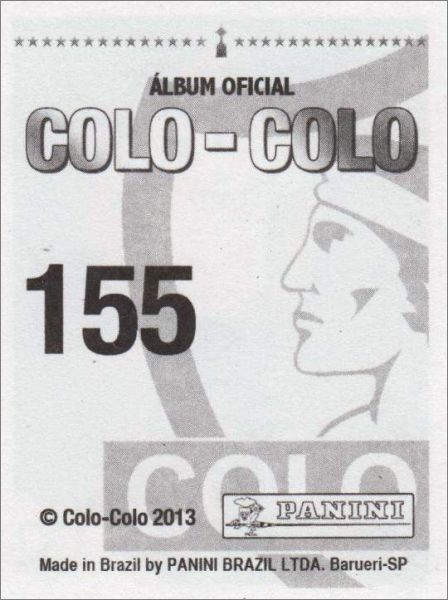 ÁLBUM OFICIAL
COLO-COLO
155
COLO
© Colo-Colo 2013
PANINI
Made in Brazil by PANINI BRAZIL LTDA. Barueri-SP